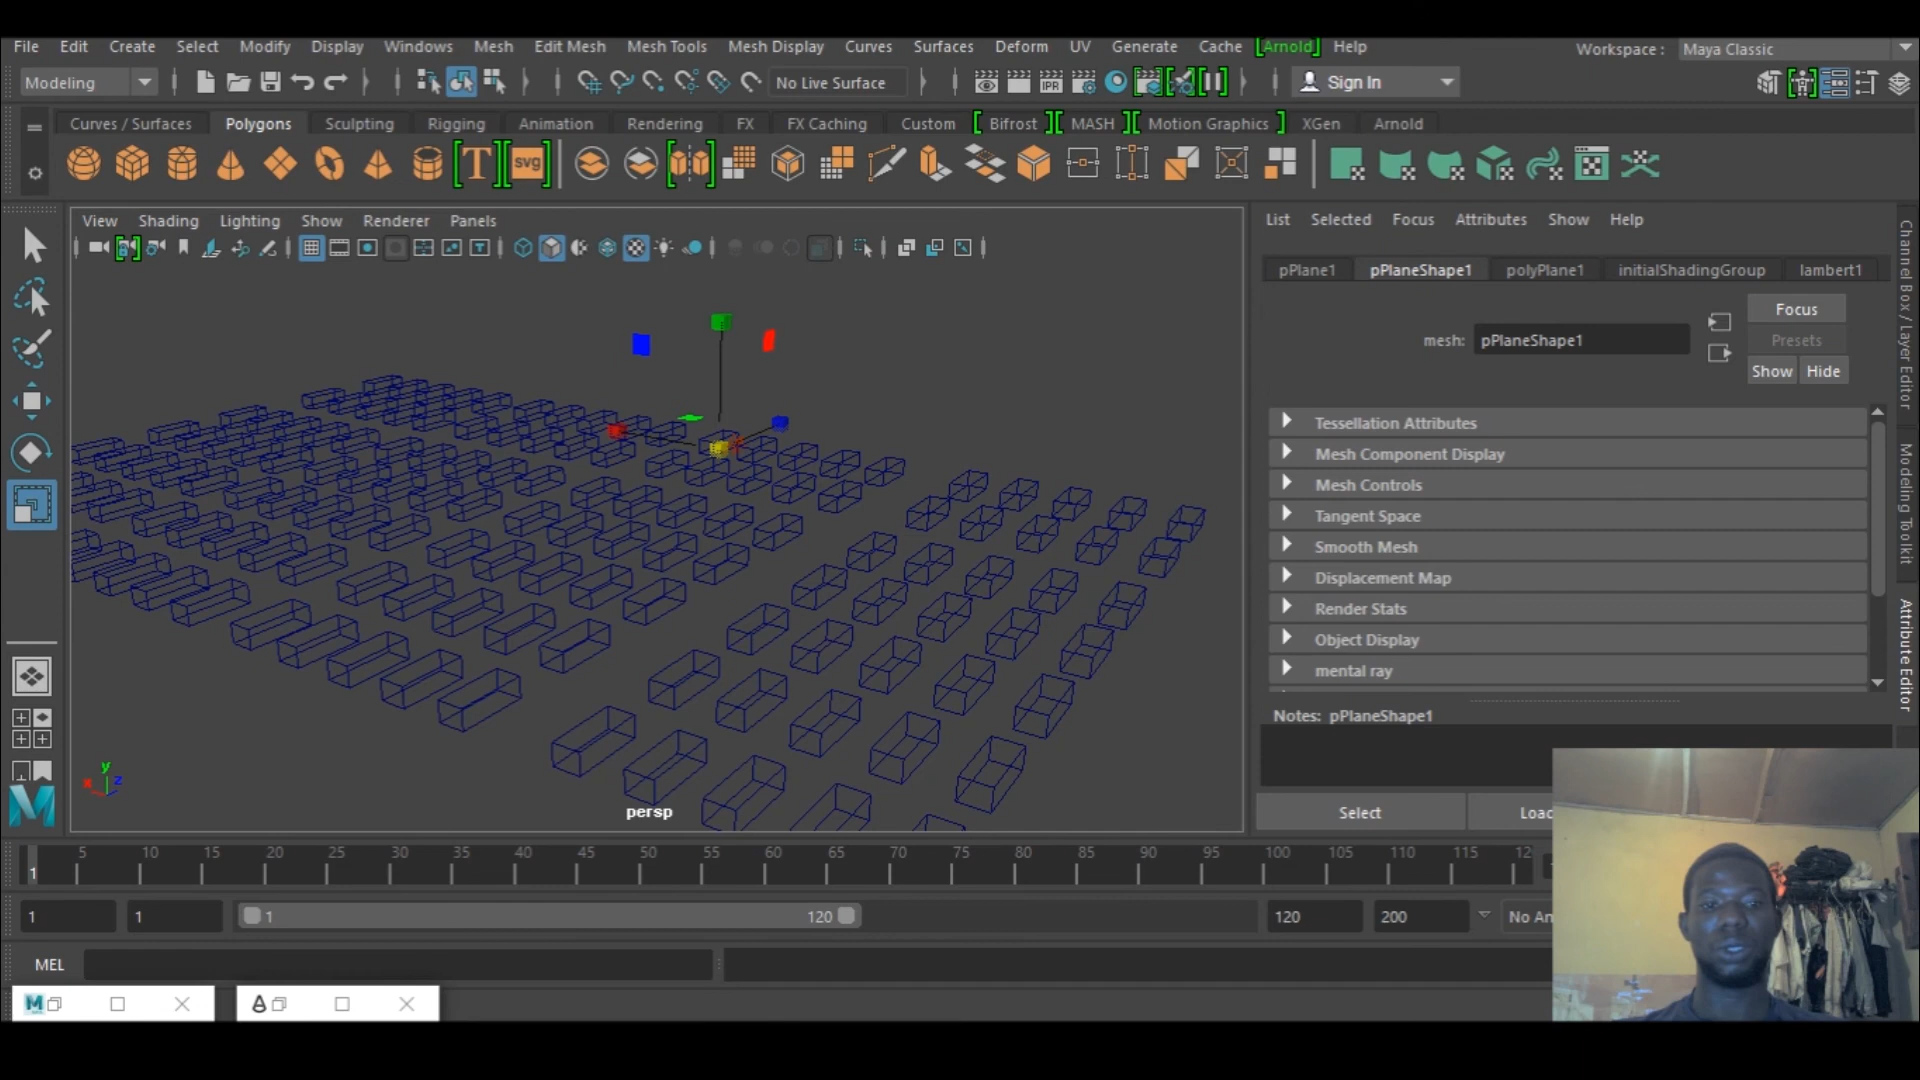 File Edit Create Select Modify Display Windows Mesh Edit Mesh Mesh Tools Mesh Display Curves Surfaces Deform UV Generate Cache [Arnold] Help Workspace : Maya Classic
Modeling No Live Surface IPR Sign In
Curves / Surfaces Polygons Sculpting Rigging Animation Rendering FX FX Caching Custom [ Bifrost ][ MASH ][ Motion Graphics ] XGen Arnold
T svg
View Shading Lighting Show Renderer Panels
List Selected Focus Attributes Show Help
pPlane1 pPlaneShape1 polyPlane1 initialShadingGroup lambert1
mesh: pPlaneShape1
Focus
Presets
Show Hide
Tessellation Attributes
Mesh Component Display
Mesh Controls
Tangent Space
Smooth Mesh
Displacement Map
Render Stats
Object Display
mental ray
Notes: pPlaneShape1
Select Load
Channel Box / Layer Editor
Modeling Toolkit
Attribute Editor
y
x z
persp
M
1 5 10 15 20 25 30 35 40 45 50 55 60 65 70 75 80 85 90 95 100 105 110 115 12
1 1 1 120 120 200 No An
MEL
M